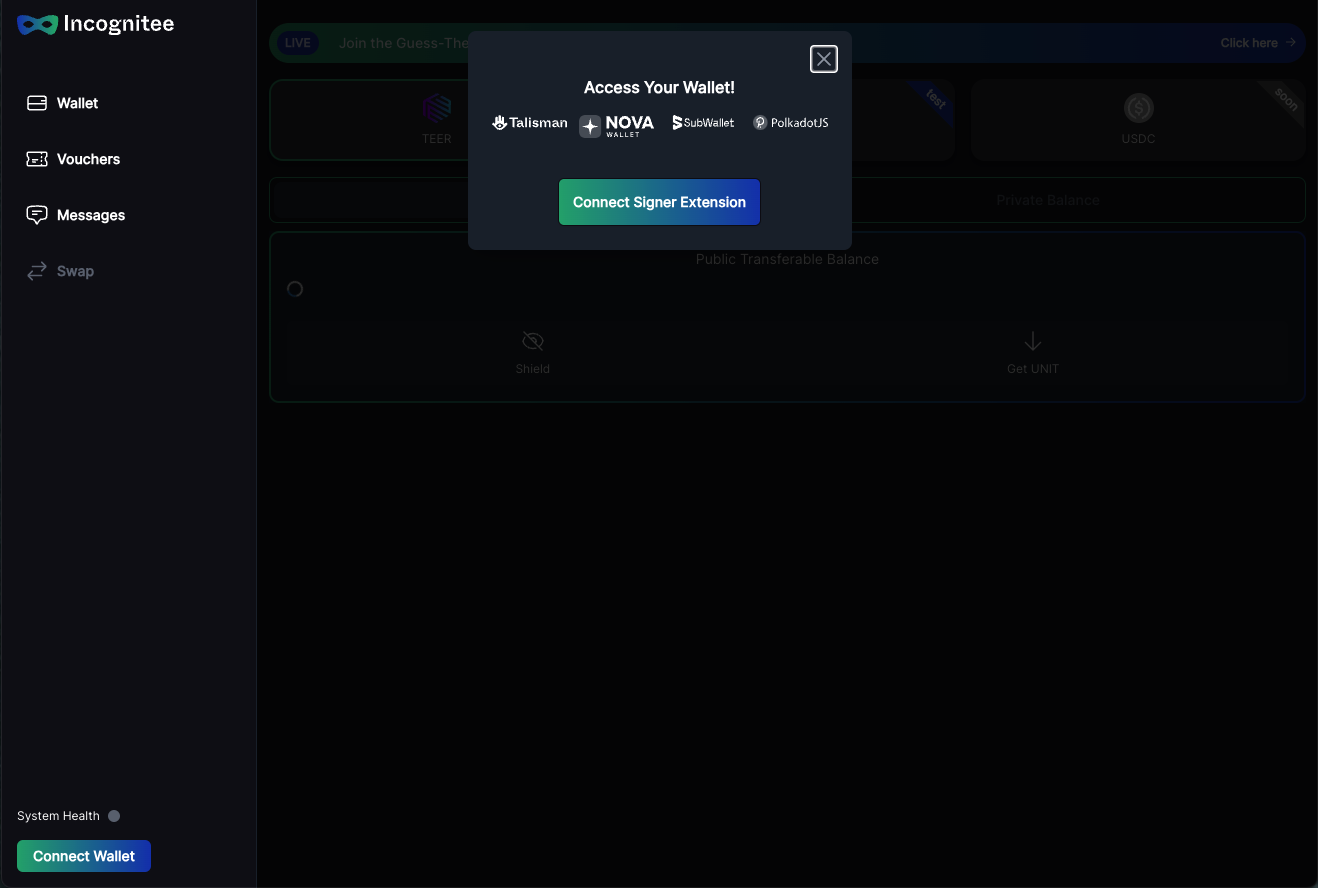 Incognitee
Wallet
Vouchers
Messages
Swap
System Health
Connect Wallet
LIVE
Join the Guess-The
Click here
Access Your Wallet!
Talisman
NOVA
WALLET
SubWallet
PolkadotJS
Connect Signer Extension
TEER
test
soon
USDC
Private Balance
Public Transferable Balance
Shield
Get UNIT